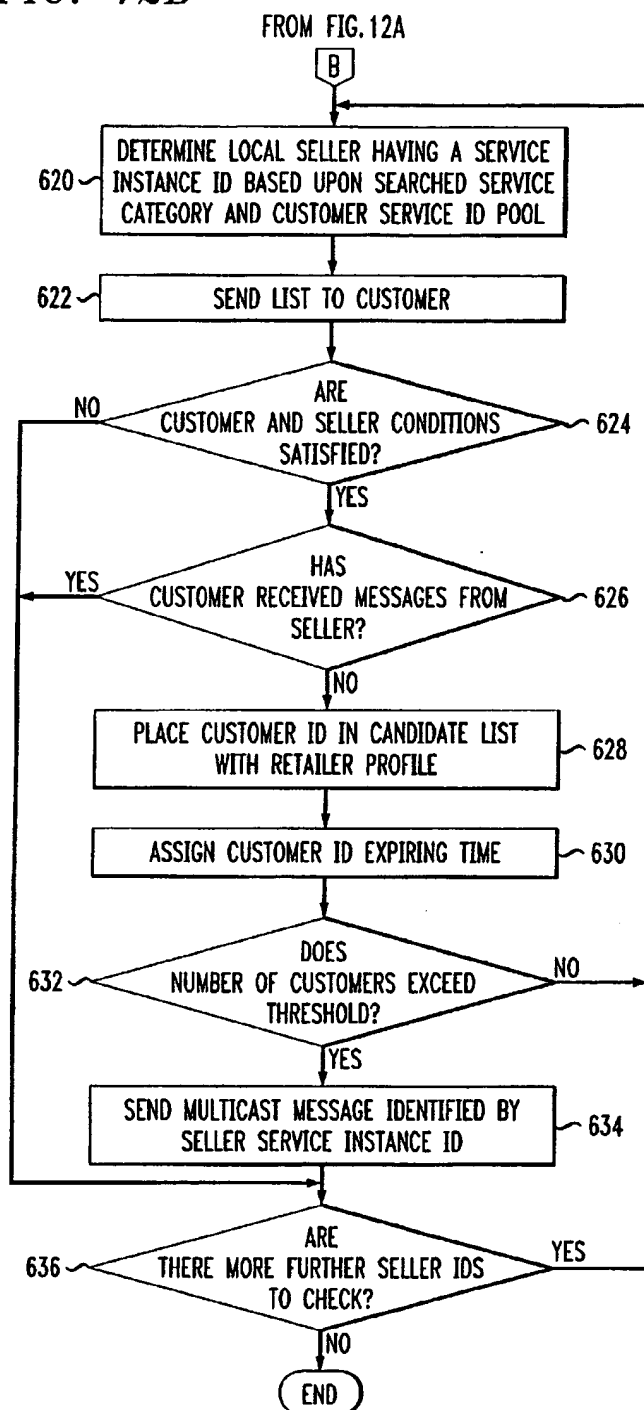 FIG. 12B
FROM FIG.12A
B
620
DETERMINE LOCAL SELLER HAVING A SERVICE
INSTANCE ID BASED UPON SEARCHED SERVICE
CATEGORY AND CUSTOMER SERVICE ID POOL
622
SEND LIST TO CUSTOMER
ARE
CUSTOMER AND SELLER CONDITIONS
SATISFIED?
624
NO
YES
HAS
CUSTOMER RECEIVED MESSAGES FROM
SELLER?
626
YES
NO
PLACE CUSTOMER ID IN CANDIDATE LIST
WITH RETAILER PROFILE
628
ASSIGN CUSTOMER ID EXPIRING TIME
630
632
DOES
NUMBER OF CUSTOMERS EXCEED
THRESHOLD?
NO
YES
SEND MULTICAST MESSAGE IDENTIFIED BY
SELLER SERVICE INSTANCE ID
634
636
ARE
THERE MORE FURTHER SELLER IDS
TO CHECK?
YES
NO
END